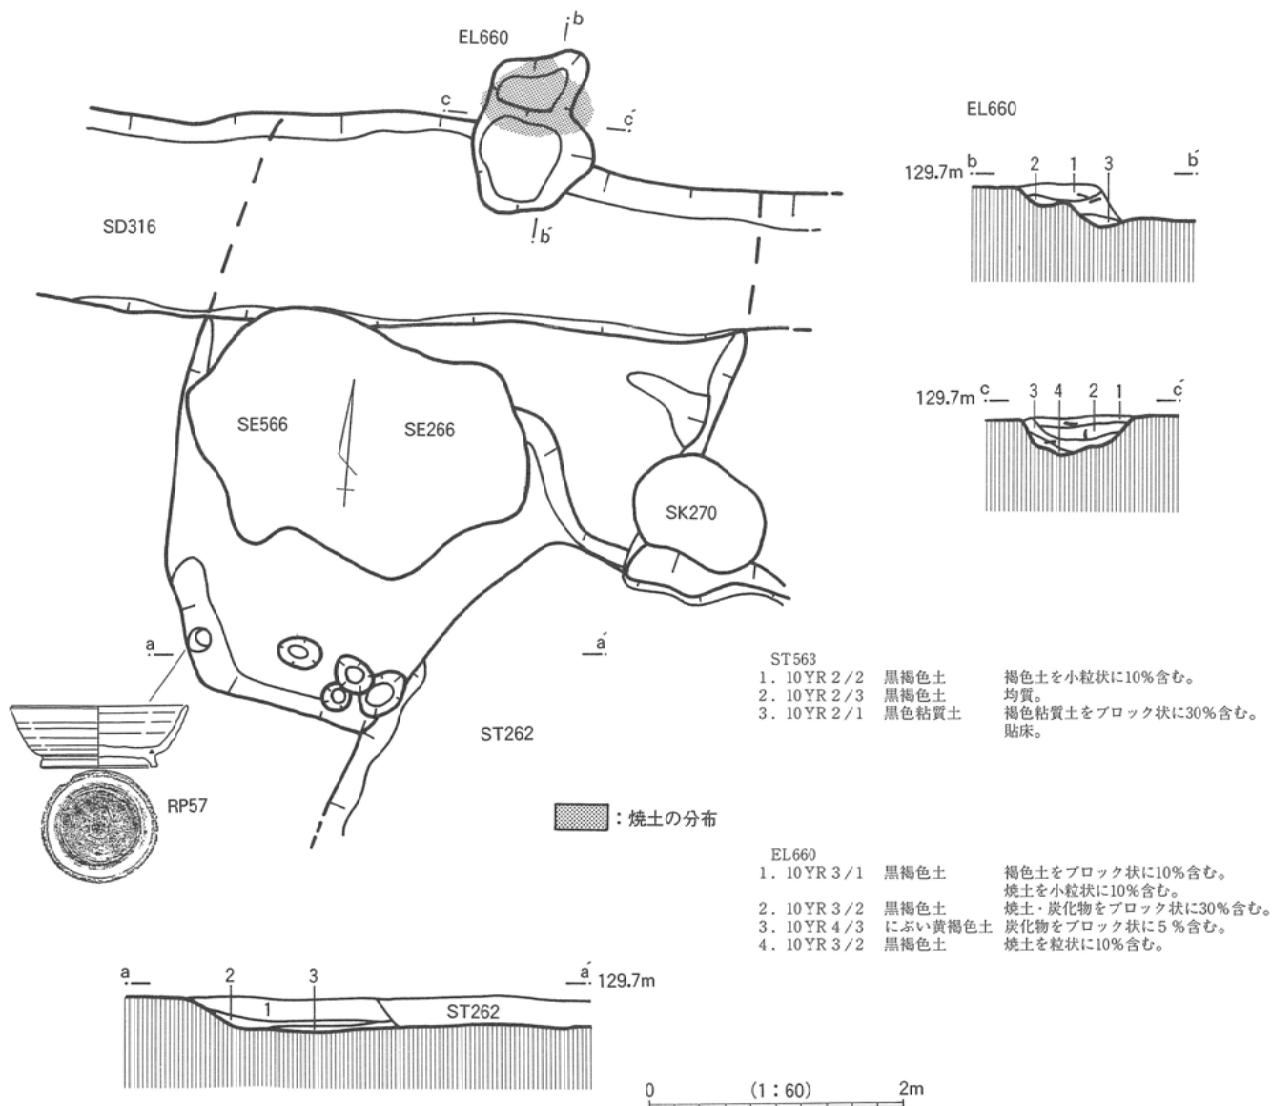 EL660
b
c
c´
b´
SD316
SE566
SE266
SK270
a
a´
ST262
RP57
：焼土の分布
EL660
b
b´
129.7m
2 1 3
129.7m
c
c´
3 4 2 1
ST563
1．10YR 2/2 黒褐色土 褐色土を小粒状に10%含む。
2．10YR 2/3 黒褐色土 均質。
3．10YR 2/1 黒色粘質土 褐色粘質土をブロック状に30%含む。
貼床。
EL660
1．10YR 3/1 黒褐色土 褐色土をブロック状に10%含む。
焼土を小粒状に10%含む。
2．10YR 3/2 黒褐色土 焼土・炭化物をブロック状に30%含む。
3．10YR 4/3 にぶい黄褐色土 炭化物をブロック状に5%含む。
4．10YR 3/2 黒褐色土 焼土を粒状に10%含む。
a
a´
129.7m
2 1 3
ST262
0 (1：60) 2m